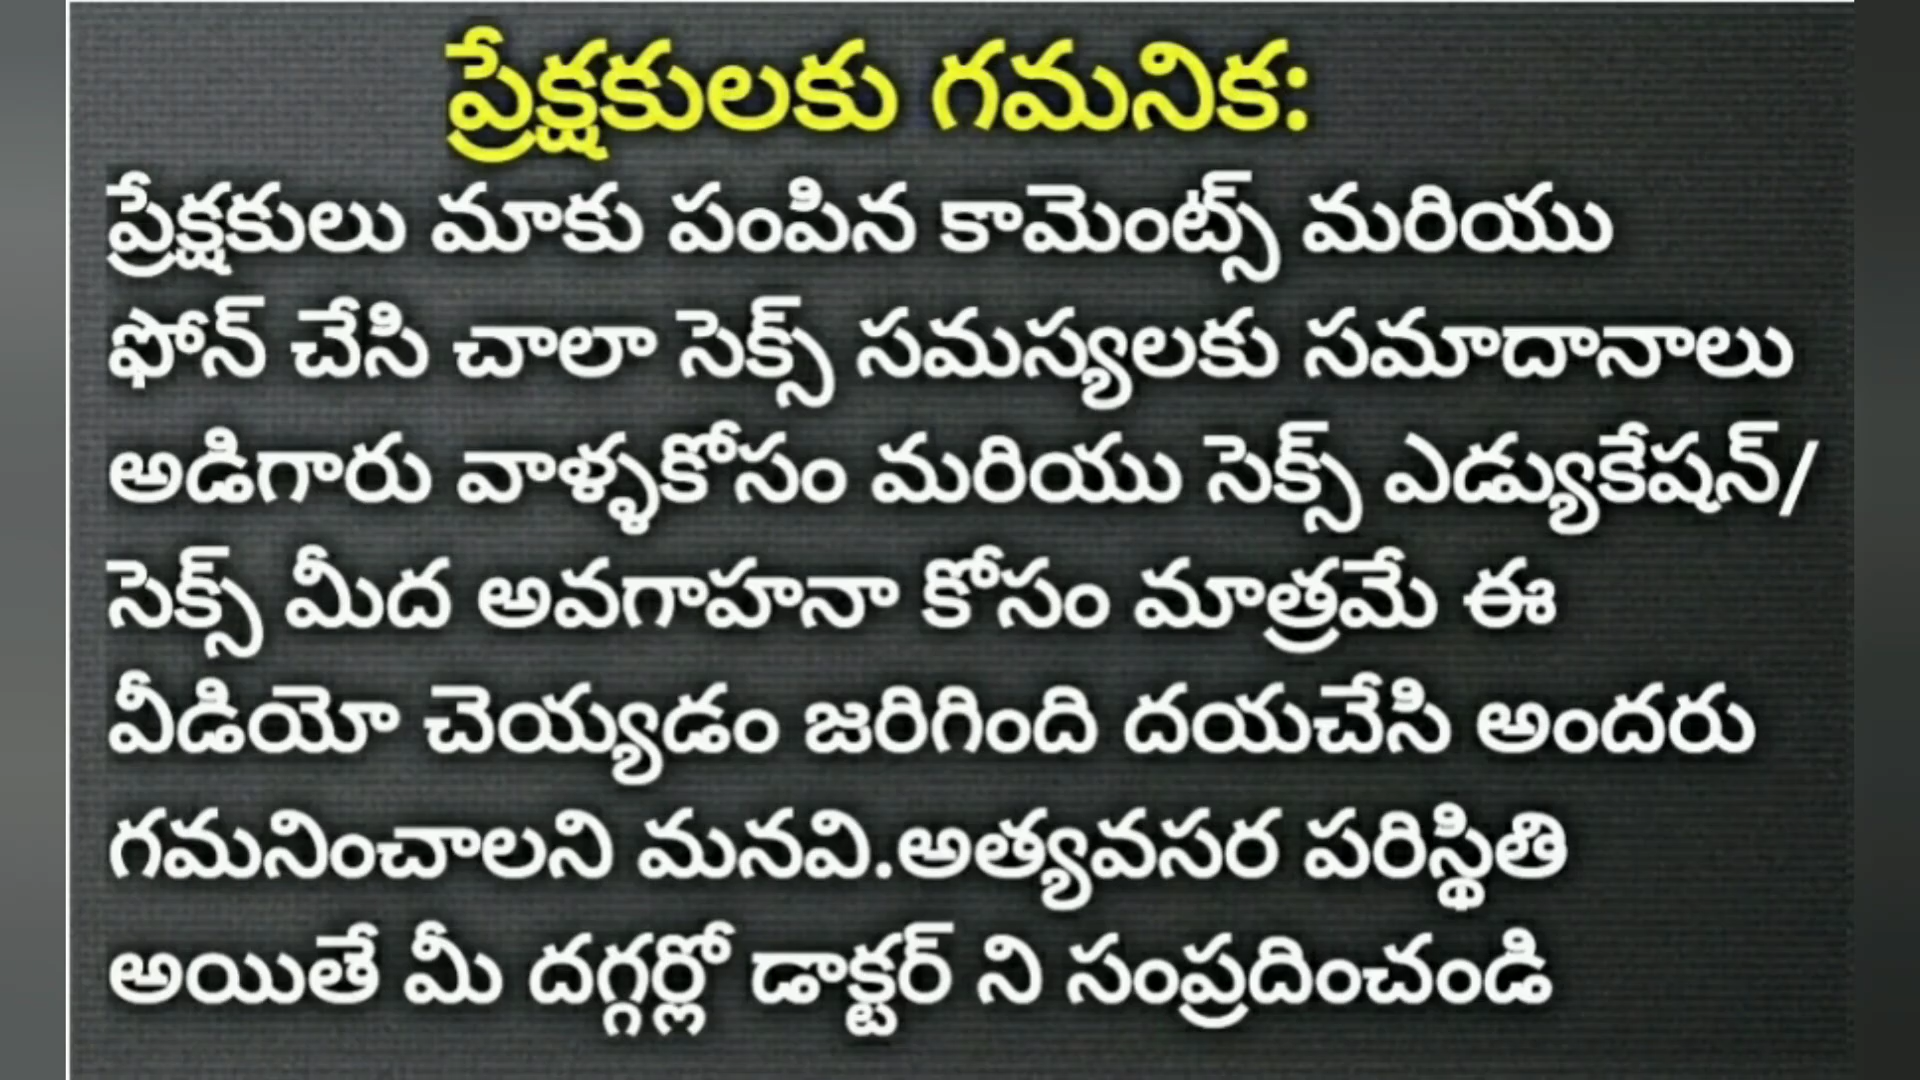 ప్రేక్షకులకు గమనిక:
ప్రేక్షకులు మాకు పంపిన కామెంట్స్ మరియు
ఫోన్ చేసి చాలా సెక్స్ సమస్యలకు సమాదానాలు
అడిగారు వాళ్ళకోసం మరియు సెక్స్ ఎడ్యుకేషన్/
సెక్స్ మీద అవగాహనా కోసం మాత్రమే ఈ
వీడియో చెయ్యడం జరిగింది దయచేసి అందరు
గమనించాలని మనవి.అత్యవసర పరిస్థితి
అయితే మీ దగ్గర్లో డాక్టర్ ని సంప్రదించండి